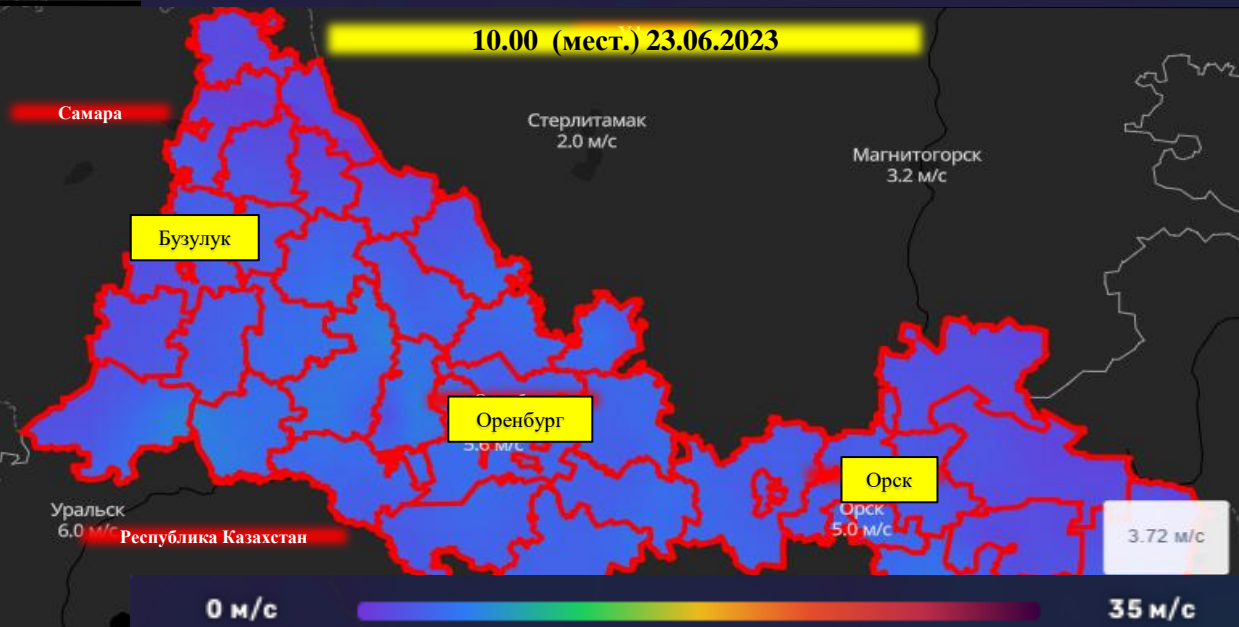 10.00 (мест.) 23.06.2023
Самара
Стерлитамак
2.0 м/с
Магнитогорск
3.2 м/с
Бузулук
Оренбург
5.6 м/с
Орск
Орск
5.0 м/с
Уральск
6.0 м/с
Республика Казахстан
3.72 м/с
0 м/с
35 м/с